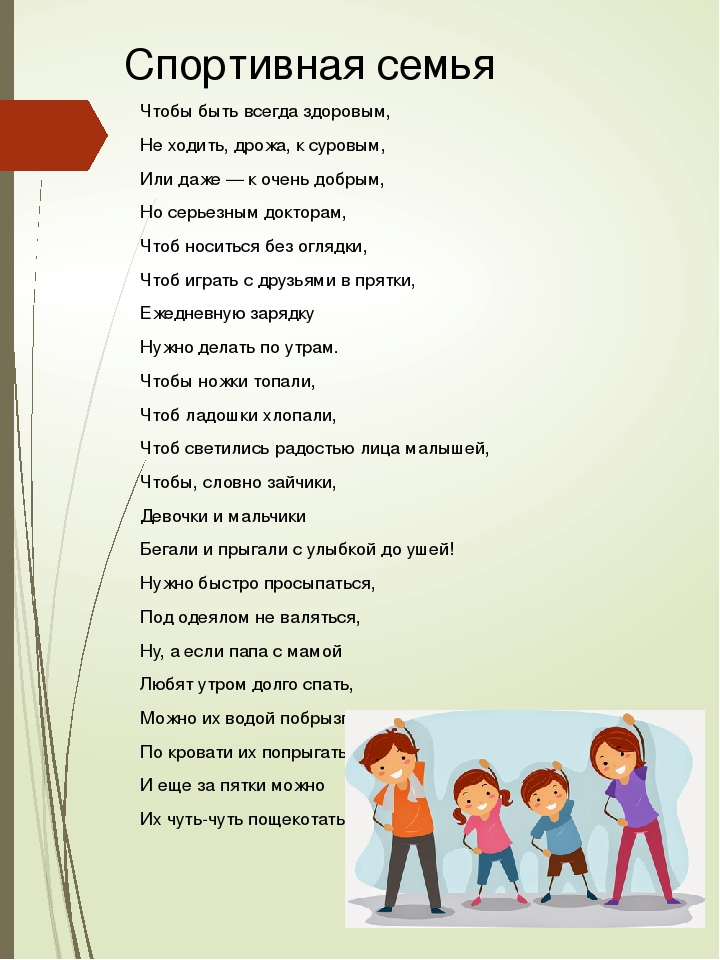 Спортивная семья
Чтобы быть всегда здоровым,
Не ходить, дрожа, к суровым,
Или даже — к очень добрым,
Но серьезным докторам,
Чтоб носиться без оглядки,
Чтоб играть с друзьями в прятки,
Ежедневную зарядку
Нужно делать по утрам.
Чтобы ножки топали,
Чтоб ладошки хлопали,
Чтоб светились радостью лица малышей,
Чтобы, словно зайчики,
Девочки и мальчики
Бегали и прыгали с улыбкой до ушей!
Нужно быстро просыпаться,
Под одеялом не валяться,
Ну, а если папа с мамой
Любят утром долго спать,
Можно их водой
По кровати их попрыгать
И еще за пятки можно
Их чуть-чуть пощекотать